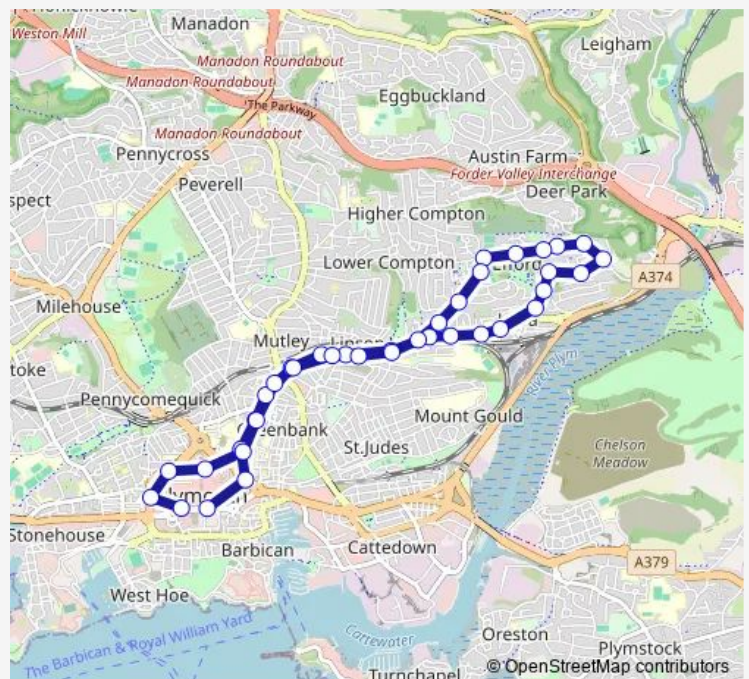 Weston Mill
Manadon
Manadon Roundabout
Leigham
Manadon Roundabout
Eggbuckland
The Parkway
Manadon Roundabout
Pennycross
Austin Farm
Forder Valley Interchange
Peverell
Deer Park
Higher Compton
Lower Compton
A374
Milehouse
Mutley
River Plym
Pennycomequick
Mount Gould
St.Judes
Chelson
Meadow
Stonehouse
Barbican
Cattedown
A379
West Hoe
Cattewater
Oreston
The Barbican & Royal William Yard
Plymstock
© OpenStreetMap contributors